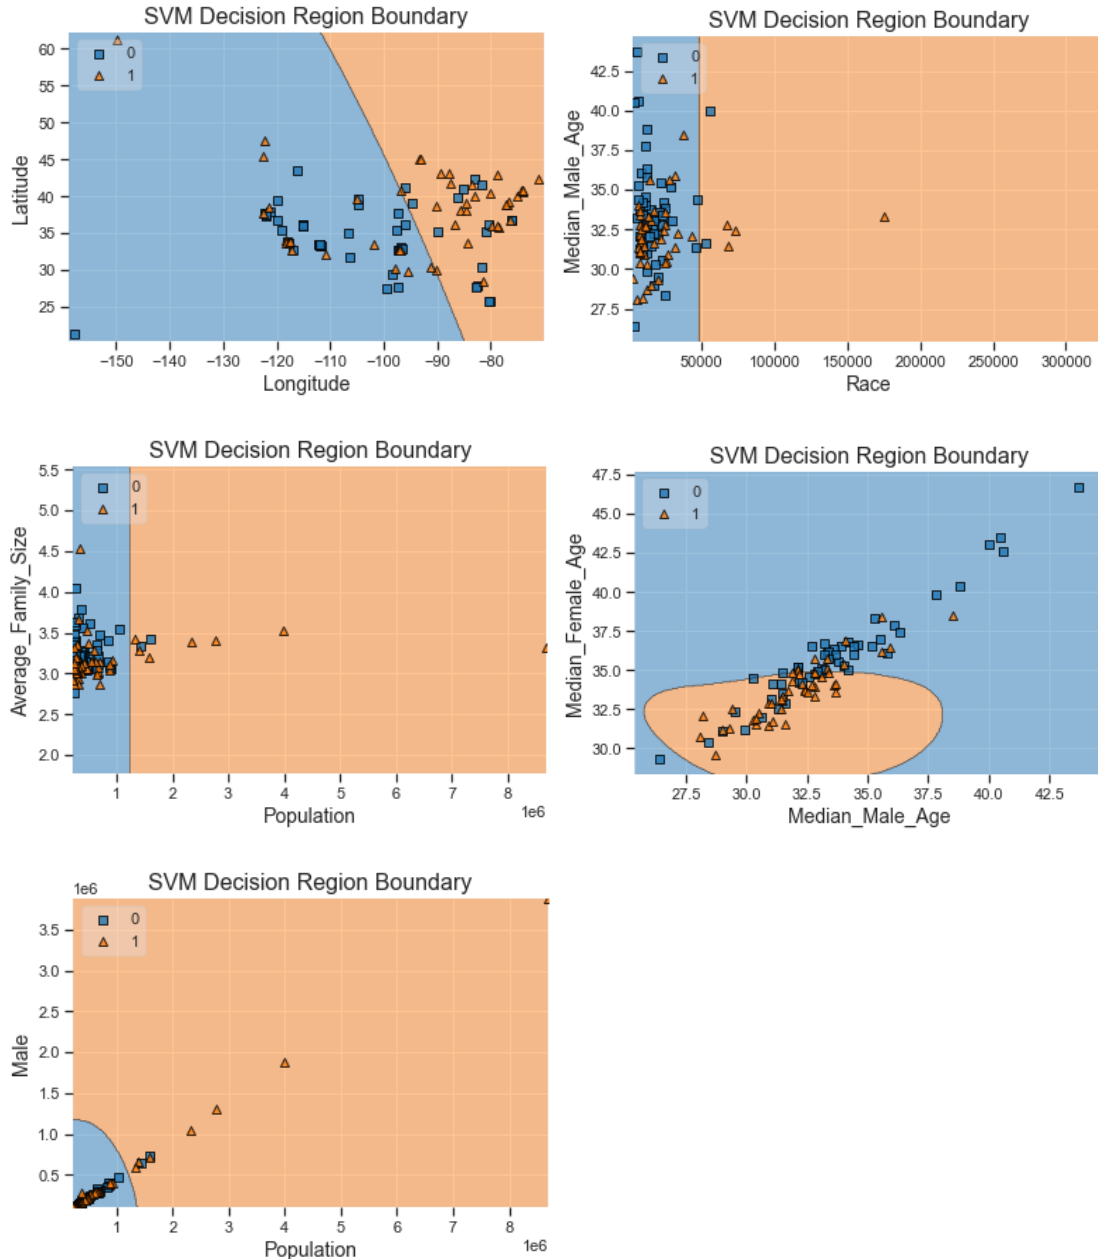 SVM Decision Region Boundary
0
1
60
55
50
45
40
35
30
25
Latitude
−150 −140 −130 −120 −110 −100 −90 −80
Longitude
SVM Decision Region Boundary
0
1
42.5
40.0
37.5
35.0
32.5
30.0
27.5
Median_Male_Age
50000 100000 150000 200000 250000 300000
Race
SVM Decision Region Boundary
0
1
5.5
5.0
4.5
4.0
3.5
3.0
2.5
2.0
Average_Family_Size
1 2 3 4 5 6 7 8
1e6
Population
SVM Decision Region Boundary
0
1
47.5
45.0
42.5
40.0
37.5
35.0
32.5
30.0
Median_Female_Age
27.5 30.0 32.5 35.0 37.5 40.0 42.5
Median_Male_Age
SVM Decision Region Boundary
1e6
0
1
3.5
3.0
2.5
2.0
1.5
1.0
0.5
Male
1 2 3 4 5 6 7 8
1e6
Population